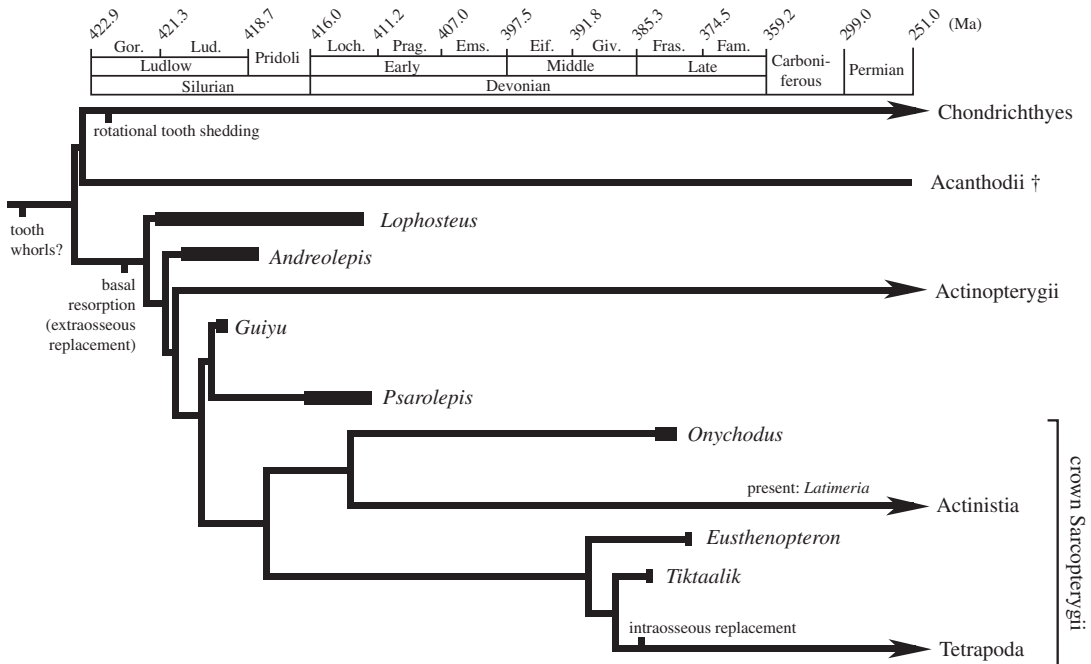 422.9 421.3 418.7 416.0 411.2 407.0 397.5 391.8 385.3 374.5 359.2 299.0 251.0 (Ma)
Gor. Lud. Pridoli Loch. Prag. Ems. Eif. Giv. Fras. Fam. Carboni-
ferous Permian
Ludlow Early Middle Late
Silurian Devonian
Chondrichthyes
rotational tooth shedding
Acanthodii †
Lophosteus
tooth
whorls?
Andreolepis
basal
resorption
(extraosseous
replacement)
Actinopterygii
Guiyu
Psarolepis
Onychodus
present: Latimeria
Actinistia
Eusthenopteron
Tiktaalik
intraosseous replacement
Tetrapoda
crown Sarcopterygii